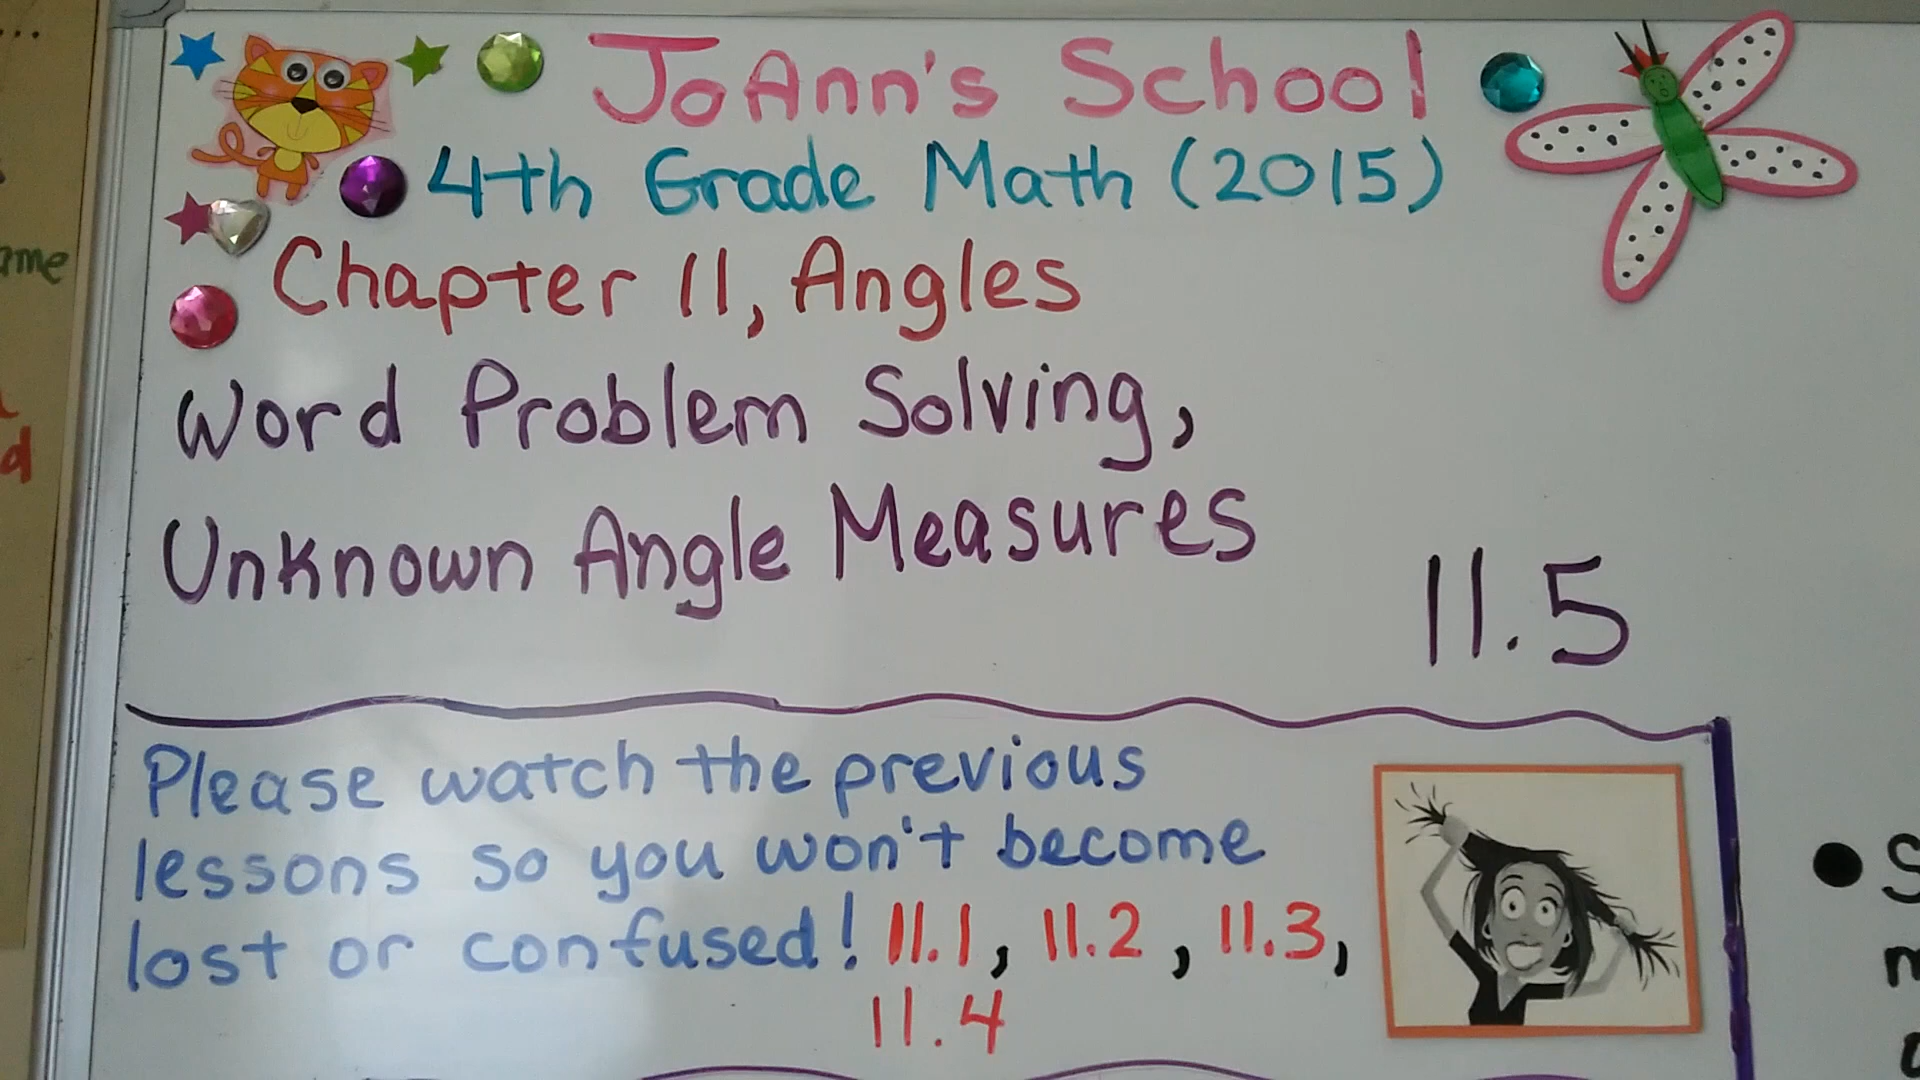 JoAnn's School
4th Grade Math (2015)
Chapter 11, Angles
Word Problem Solving,
Unknown Angle Measures
11.5
Please watch the previous
lessons so you won't become
lost or confused! 11.1, 11.2, 11.3,
11.4